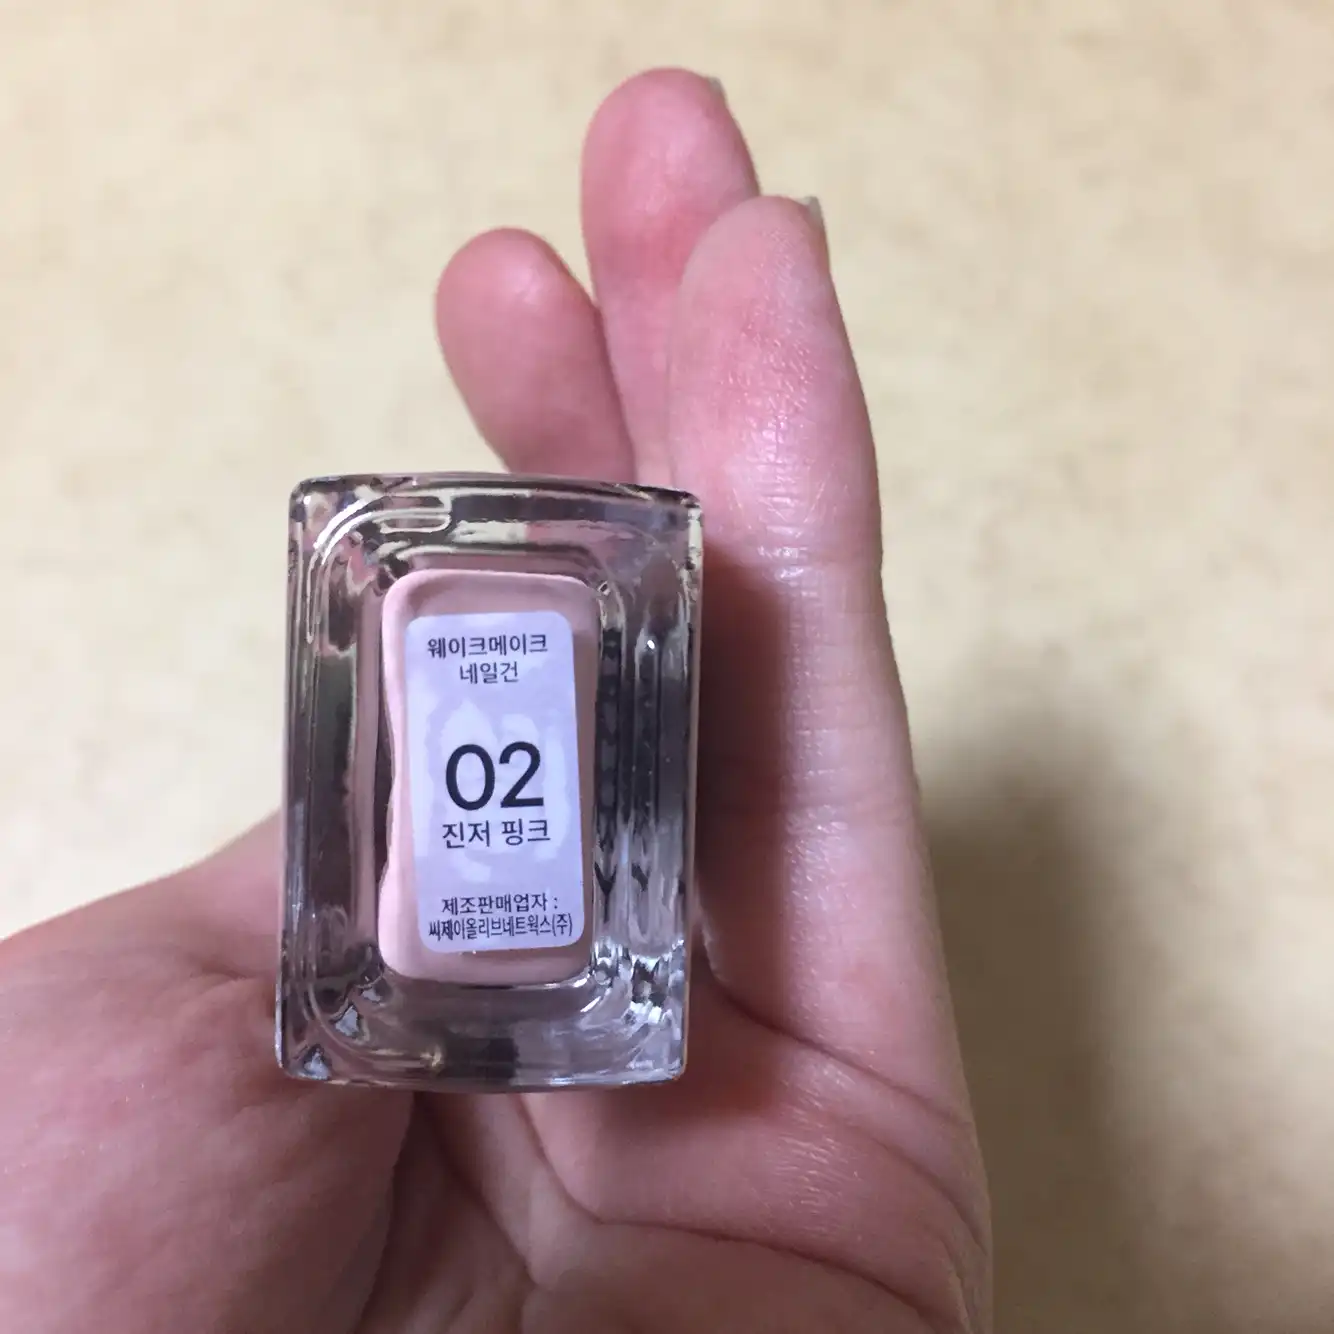 웨이크메이크
네일건
02
진저 핑크
제조판매업자 :
씨제이올리브네트웍스(주)